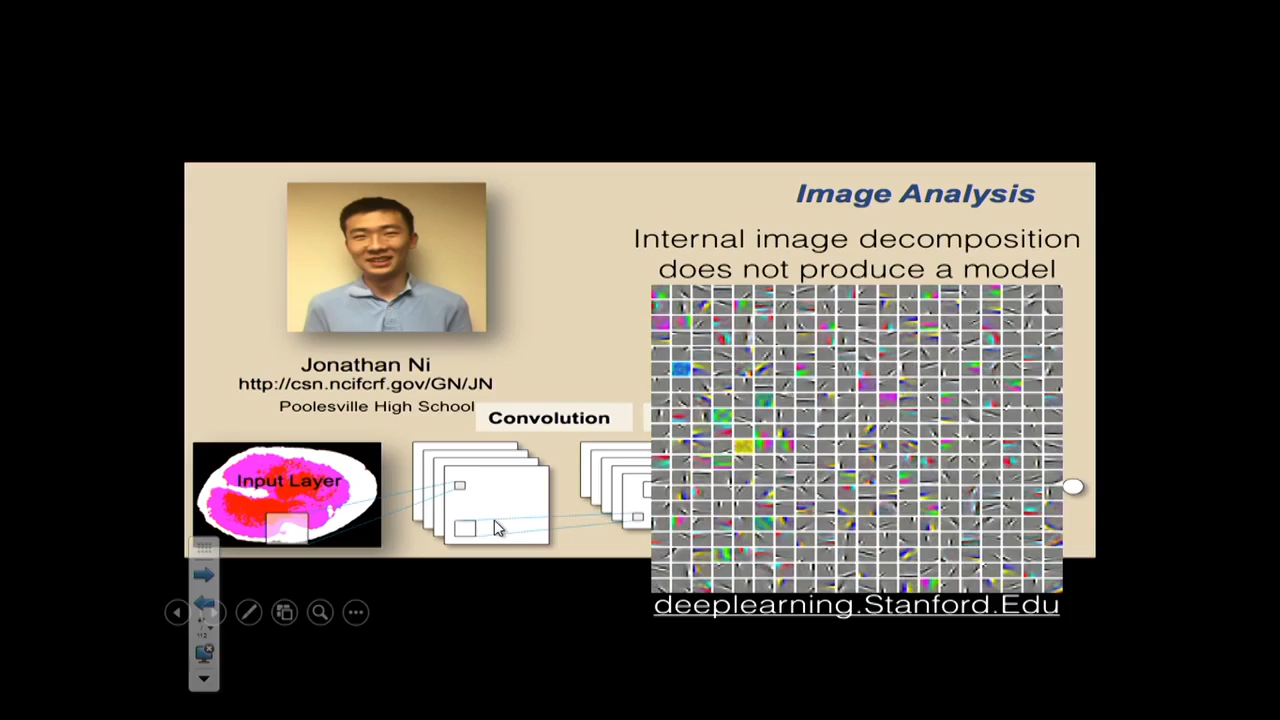 Image Analysis
Internal image decomposition
does not produce a model
Jonathan Ni
http://csn.ncifcrf.gov/GN/JN
Poolesville High School
Convolution
Input Layer
deeplearning.Stanford.Edu
112